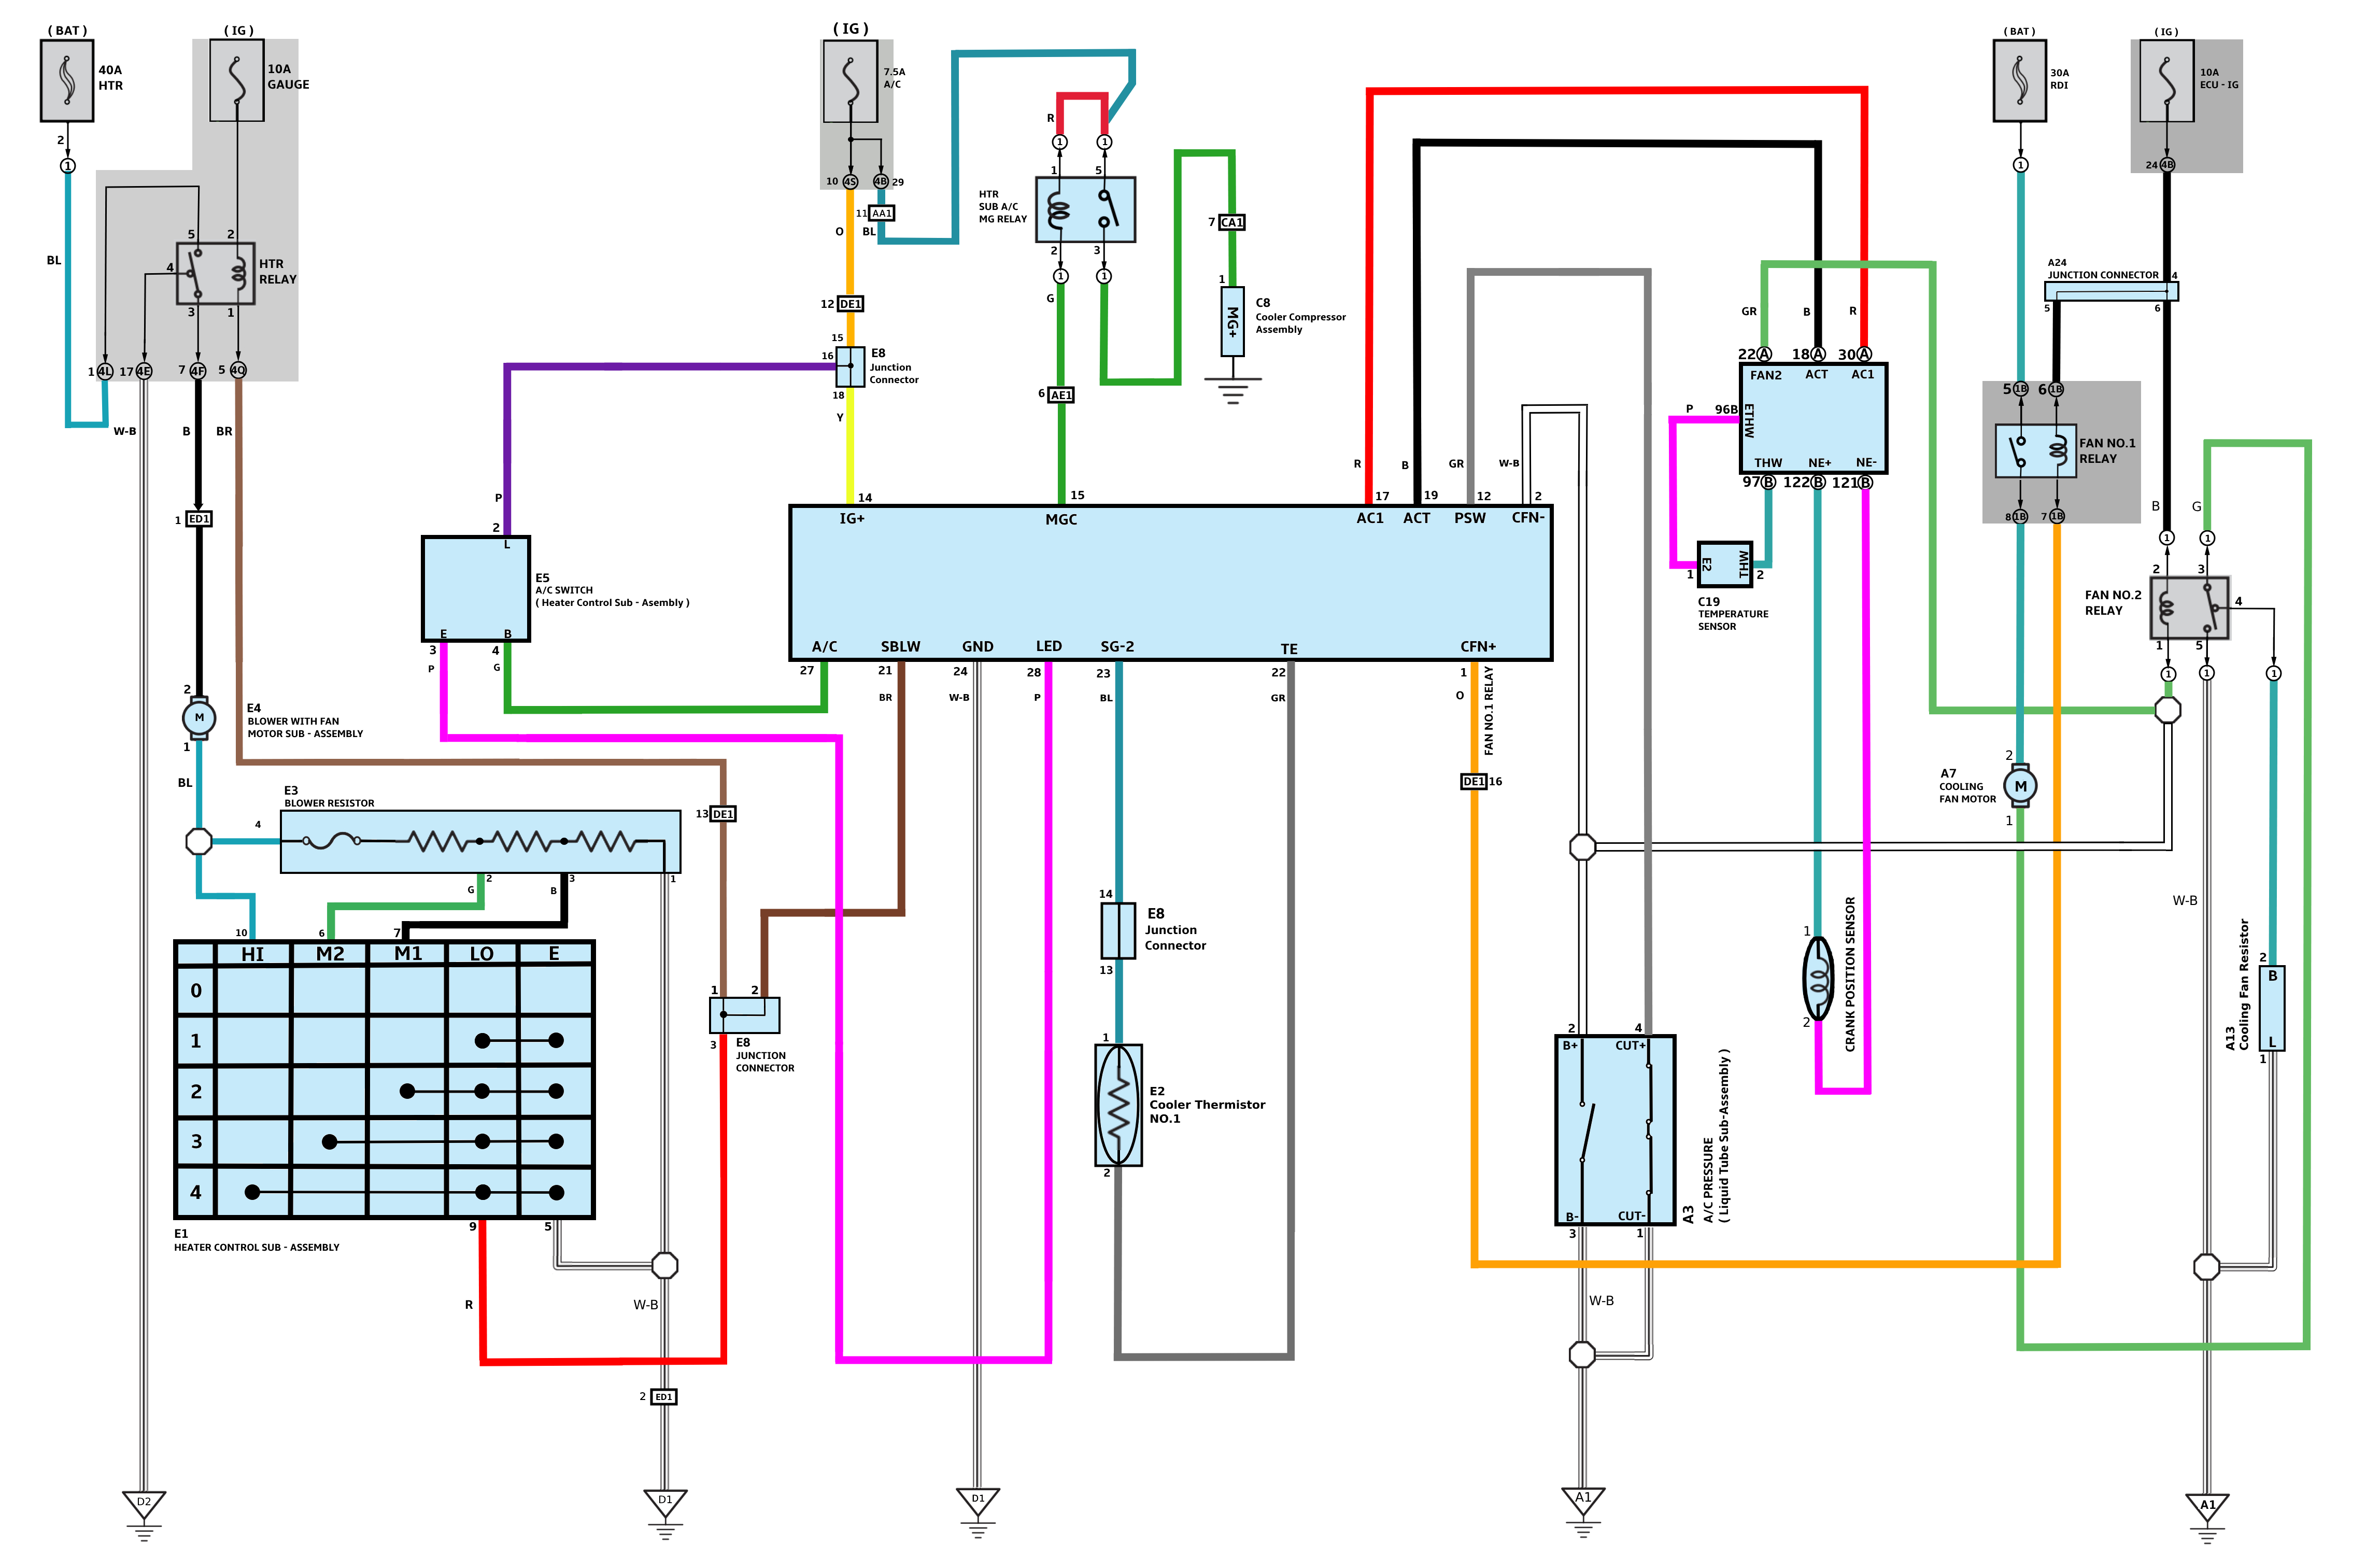 ( BAT )
40A
HTR
2
1
BL
( IG )
10A
GAUGE
5
2
4
HTR
RELAY
3
1
1
4L
17
4E
7
4F
5
4Q
W-B
B
BR
1
ED1
2
M
E4
BLOWER WITH FAN
MOTOR SUB - ASSEMBLY
1
BL
E3
BLOWER RESISTOR
4
G
2
B
3
1
10
6
7
HI
M2
M1
LO
E
0
1
2
3
4
9
5
E1
HEATER CONTROL SUB - ASSEMBLY
R
W-B
2
ED1
D2
D1
13
DE1
1
2
3
E8
JUNCTION
CONNECTOR
( IG )
7.5A
A/C
10
4S
4B
29
11
AA1
O
BL
12
DE1
15
16
E8
Junction
Connector
18
Y
P
2
L
E5
A/C SWITCH
( Heater Control Sub - Asembly )
E
B
3
4
P
G
R
1
1
1
5
HTR
SUB A/C
MG RELAY
2
3
1
1
G
6
AE1
7
CA1
1
MG+
C8
Cooler Compressor
Assembly
14
15
R
17
B
19
GR
12
W-B
2
IG+
MGC
AC1
ACT
PSW
CFN-
A/C
SBLW
GND
LED
SG-2
TE
CFN+
27
21
24
28
23
22
1
BR
W-B
P
BL
GR
O
FAN NO.1 RELAY
DE1
16
14
E8
Junction
Connector
13
1
E2
Cooler Thermistor
NO.1
2
D1
GR
B
R
22
A
18
A
30
A
FAN2
ACT
AC1
P
96B
ETHW
THW
NE+
NE-
97
B
122
B
121
B
E2
THW
1
2
C19
TEMPERATURE
SENSOR
1
2
CRANK POSITION SENSOR
2
4
B+
CUT+
B-
CUT-
3
1
A3
A/C PRESSURE
( Liquid Tube Sub-Assembly )
W-B
A1
( BAT )
30A
RDI
1
( IG )
10A
ECU - IG
24
4B
A24
JUNCTION CONNECTOR
4
5
6
5
1B
6
1B
FAN NO.1
RELAY
8
1B
7
1B
B
G
1
1
2
3
FAN NO.2
RELAY
4
1
5
1
1
1
2
M
A7
COOLING
FAN MOTOR
1
W-B
A13
Cooling Fan Resistor
2
B
L
1
A1